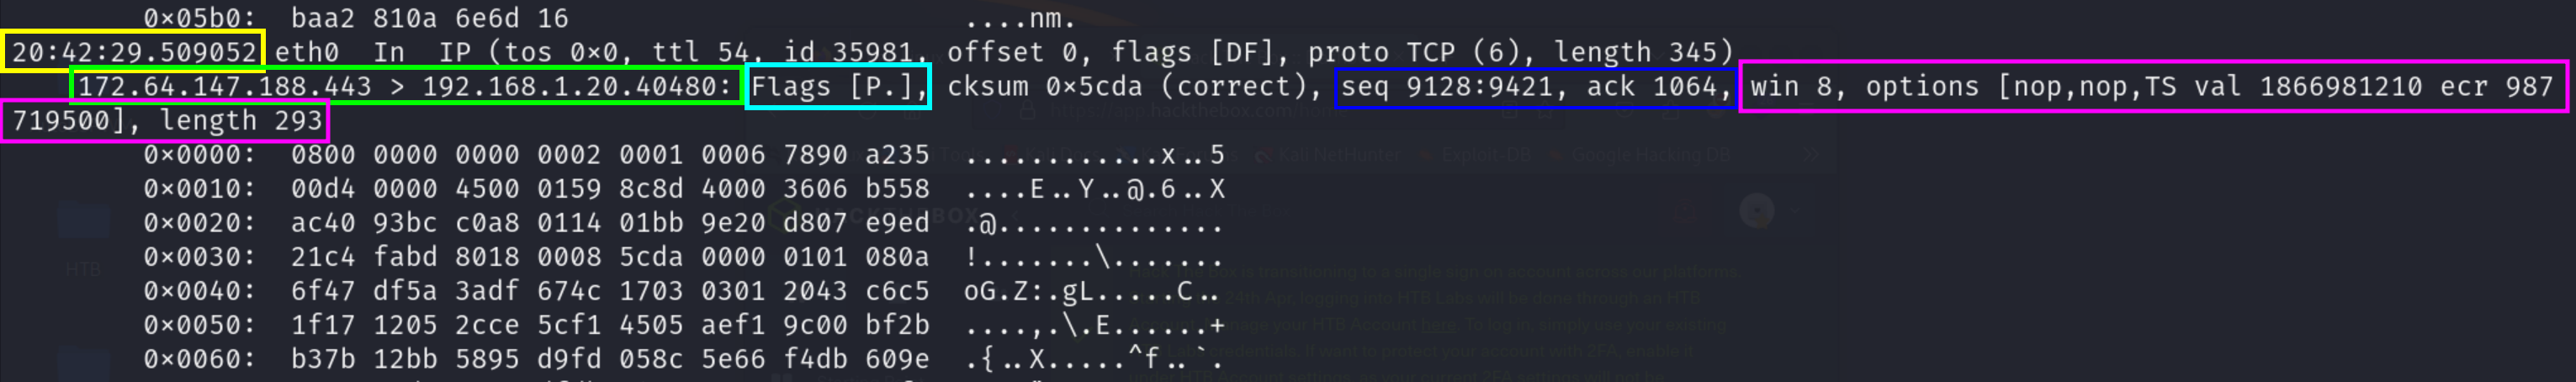 0x05b0:  baa2 810a 6e6d 16  ....nm.
20:42:29.509052 eth0  In  IP (tos 0x0, ttl 54, id 35981, offset 0, flags [DF], proto TCP (6), length 345)
172.64.147.188.443 > 192.168.1.20.40480: Flags [P.], cksum 0x5cda (correct), seq 9128:9421, ack 1064, win 8, options [nop,nop,TS val 1866981210 ecr 987
719500], length 293
0x0000:  0800 0000 0000 0002 0001 0006 7890 a235  ............x..5
0x0010:  00d4 0000 4500 0159 8c8d 4000 3606 b558  ....E..Y..@.6..X
0x0020:  ac40 93bc c0a8 0114 01bb 9e20 d807 e9ed  .@..............
0x0030:  21c4 fabd 8018 0008 5cda 0000 0101 080a  !.......\.......
0x0040:  6f47 df5a 3adf 674c 1703 0301 2043 c6c5  oG.Z:.gL.....C..
0x0050:  1f17 1205 2cce 5cf1 4505 aef1 9c00 bf2b  ....,.\.E......+
0x0060:  b37b 12bb 5895 d9fd 058c 5e66 f4db 609e  .{..X.....^f..`.